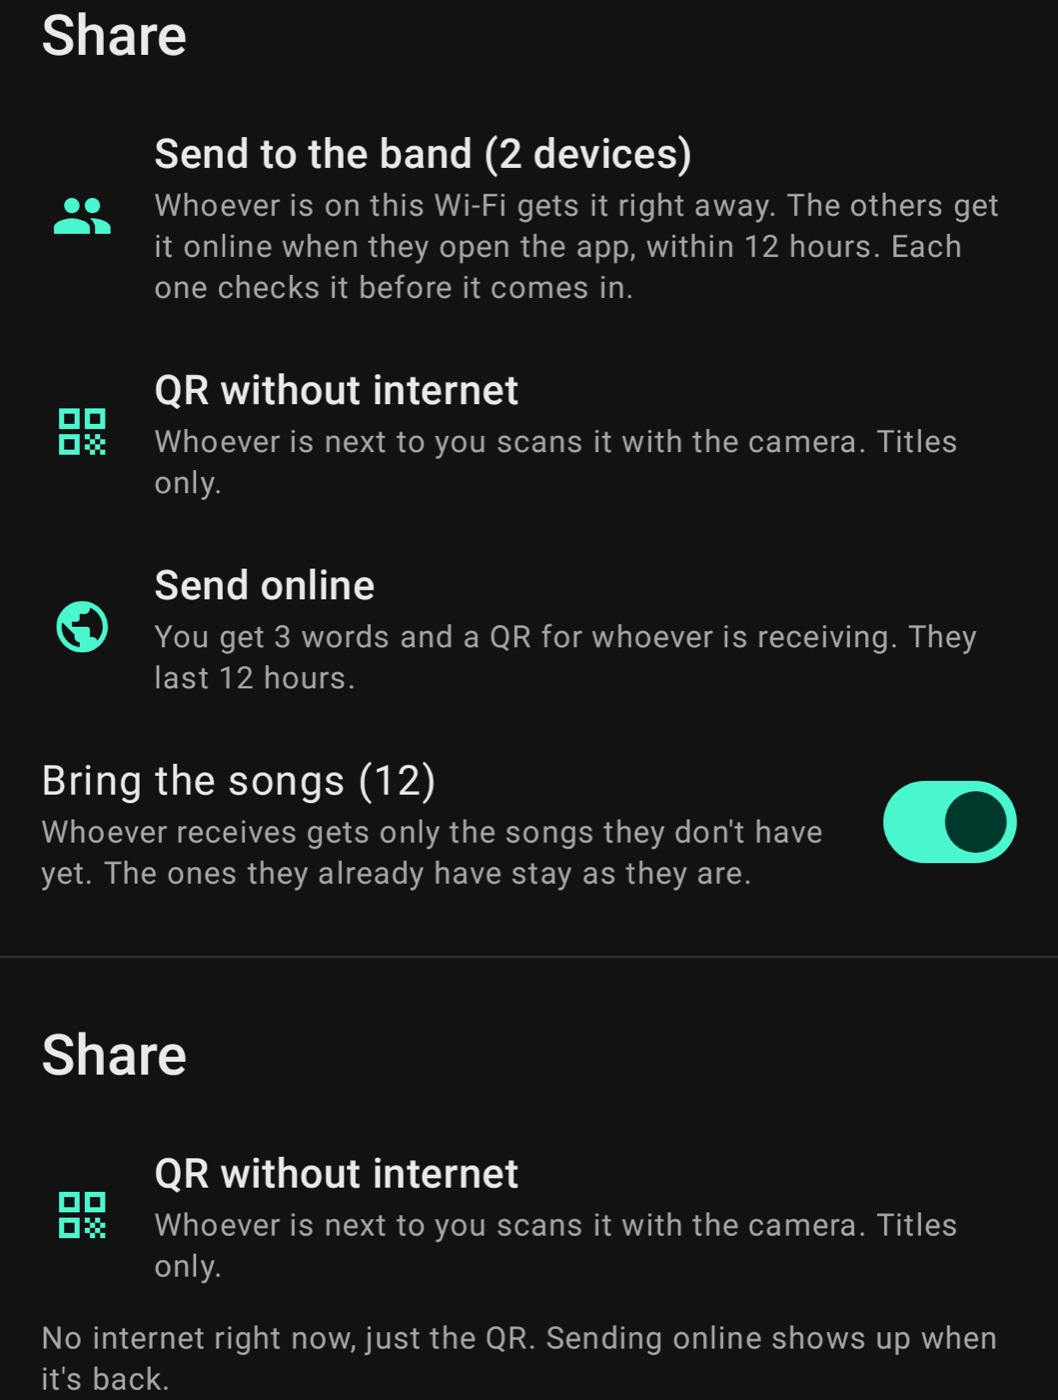 Share
Send to the band (2 devices)
Whoever is on this Wi-Fi gets it right away. The others get
it online when they open the app, within 12 hours. Each
one checks it before it comes in.
QR without internet
Whoever is next to you scans it with the camera. Titles
only.
Send online
You get 3 words and a QR for whoever is receiving. They
last 12 hours.
Bring the songs (12)
Whoever receives gets only the songs they don't have
yet. The ones they already have stay as they are.
Share
QR without internet
Whoever is next to you scans it with the camera. Titles
only.
No internet right now, just the QR. Sending online shows up when
it's back.